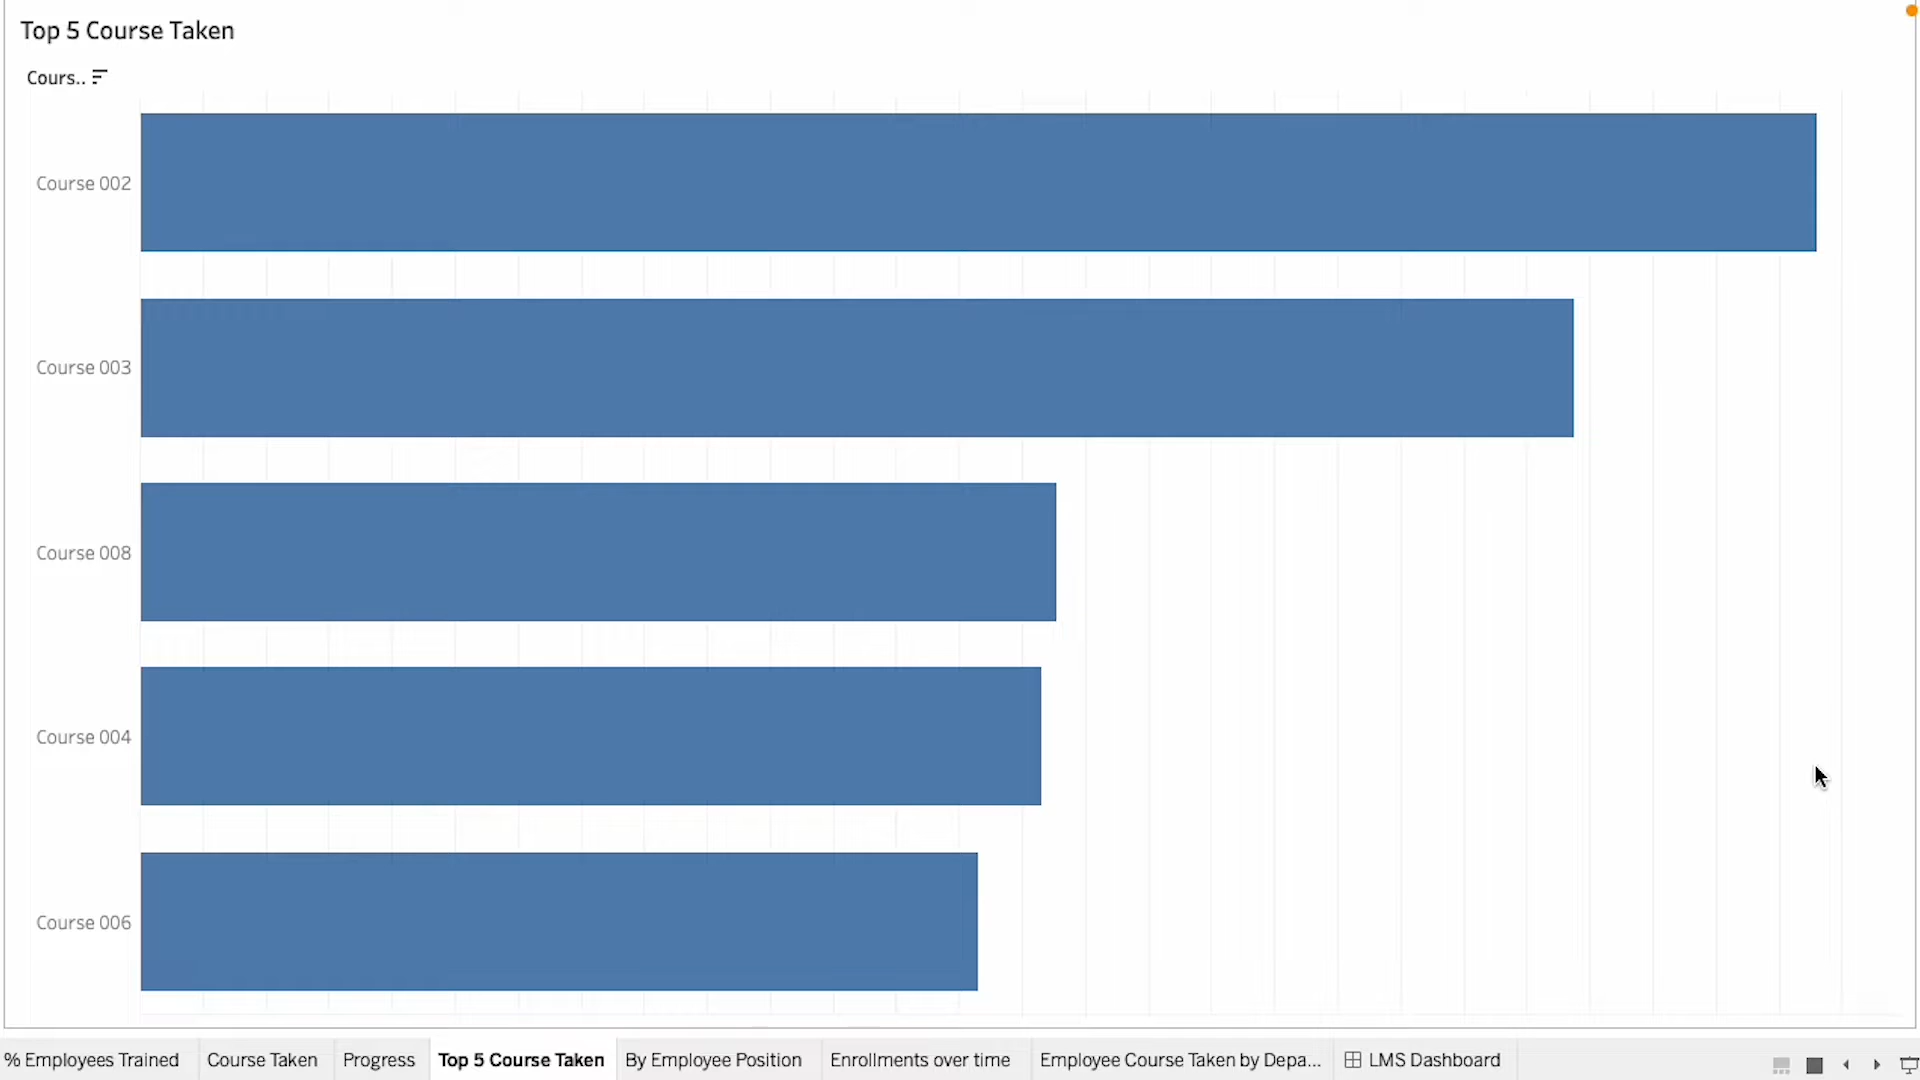 Top 5 Course Taken
Cours..
Course 002
Course 003
Course 008
Course 004
Course 006
% Employees Trained Course Taken Progress Top 5 Course Taken By Employee Position Enrollments over time Employee Course Taken by Depa... LMS Dashboard